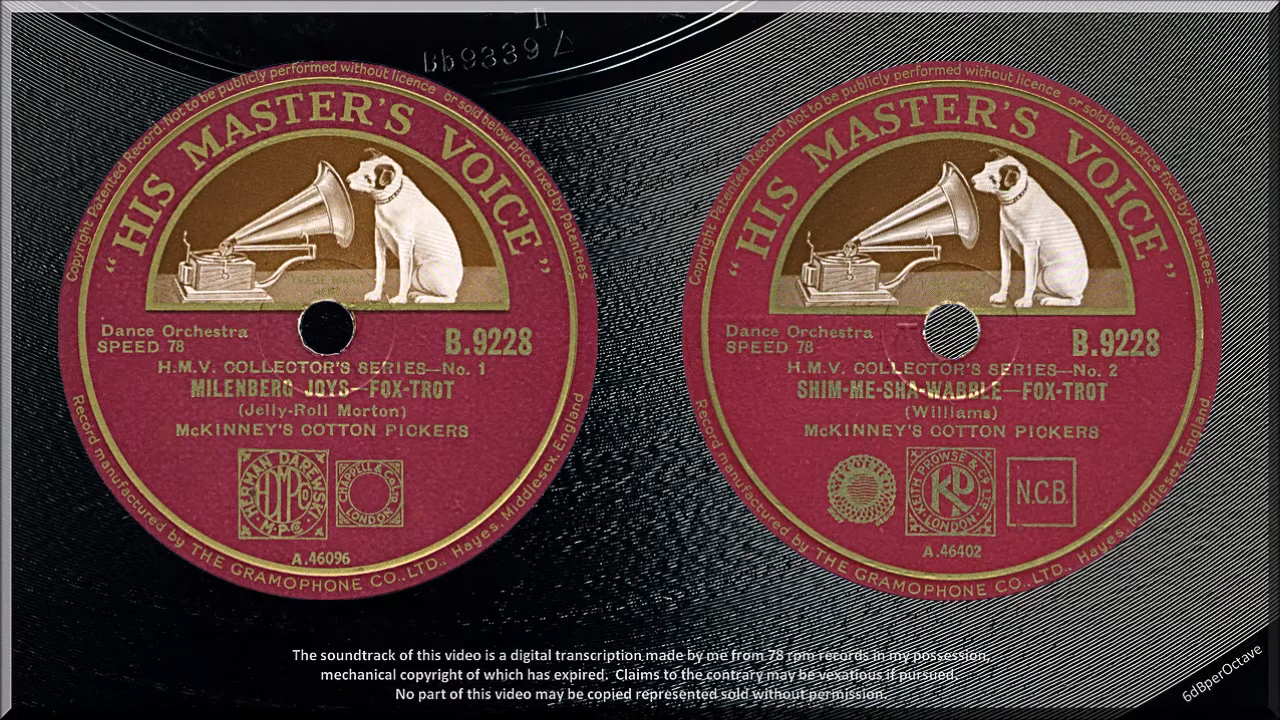 II
Bb9339 △
Copyright. Patented Record. Not to be publicly performed without licence or sold below price fixed by Patentees.
"HIS MASTER'S VOICE"
TRADE MARK
Dance Orchestra
SPEED 78
B.9228
H.M.V. COLLECTOR'S SERIES—No. 1
MILENBERG JOYS—FOX-TROT
(Jelly-Roll Morton)
McKINNEY'S COTTON PICKERS
HERMAN DAREWSKI
M.P.Co
CHAPPELL & Co Ltd
LONDON
A.46096
Record manufactured by THE GRAMOPHONE CO., LTD., Hayes, Middlesex, England
Copyright. Patented Record. Not to be publicly performed without licence or sold below price fixed by Patentees.
"HIS MASTER'S VOICE"
Dance Orchestra
SPEED 78
B.9228
H.M.V. COLLECTOR'S SERIES—No. 2
SHIM-ME-SHA-WABBLE—FOX-TROT
(Williams)
McKINNEY'S COTTON PICKERS
KEITH PROWSE & Co LTD
KP
LONDON
N.C.B.
A.46402
Record manufactured by THE GRAMOPHONE CO., LTD., Hayes, Middlesex, England
The soundtrack of this video is a digital transcription made by me from 78 rpm records in my possession,
mechanical copyright of which has expired. Claims to the contrary may be vexatious if pursued.
No part of this video may be copied represented sold without permission.
6dBperOctave